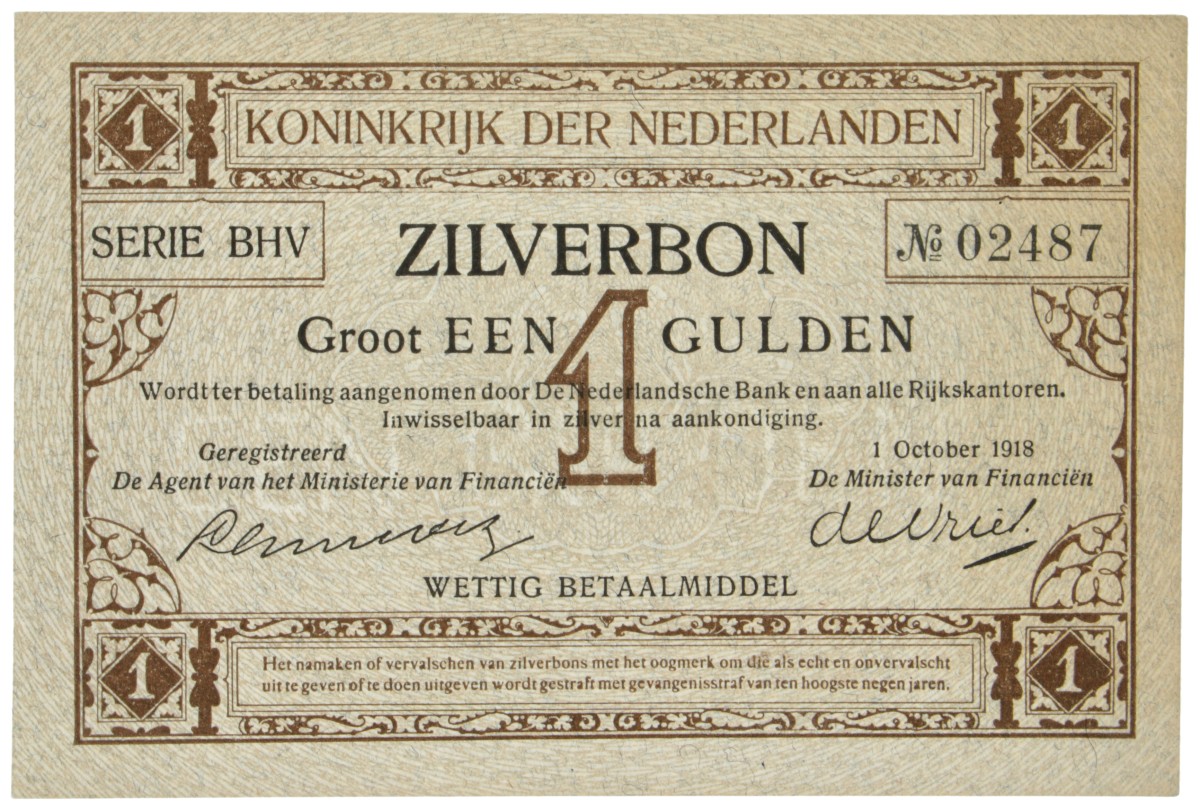 1 KONINKRIJK DER NEDERLANDEN 1
SERIE BHV ZILVERBON № 02487
Groot EEN 1 GULDEN
Wordt ter betaling aangenomen door De Nederlandsche Bank en aan alle Rijkskantoren.
Inwisselbaar in zilver na aankondiging.
Geregistreerd 1 October 1918
De Agent van het Ministerie van Financiën De Minister van Financiën
de Vries.
WETTIG BETAALMIDDEL
1 Het namaken of vervalschen van zilverbons met het oogmerk om die als echt en onvervalscht 1
uit te geven of te doen uitgeven wordt gestraft met gevangenisstraf van ten hoogste negen jaren.